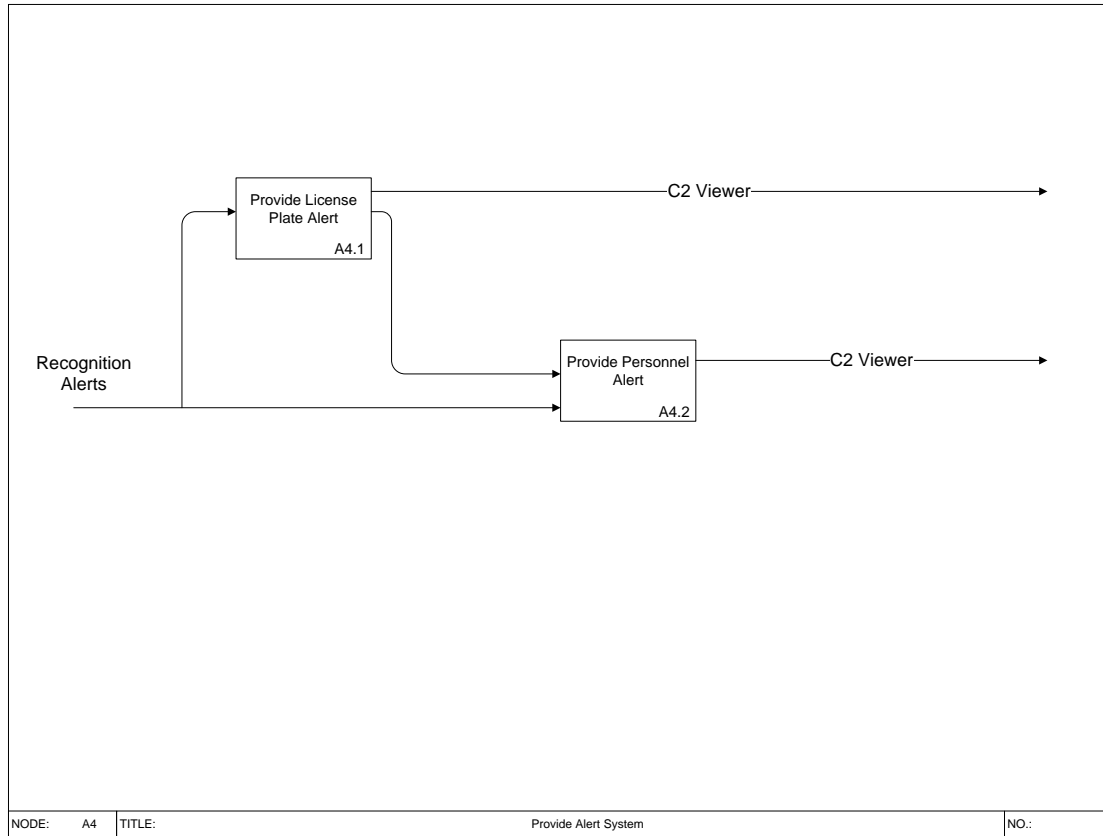 C2 Viewer
Provide License
Plate Alert
A4.1
Recognition
Alerts
Provide Personnel
Alert
A4.2
C2 Viewer
NODE: A4 TITLE: Provide Alert System NO.: